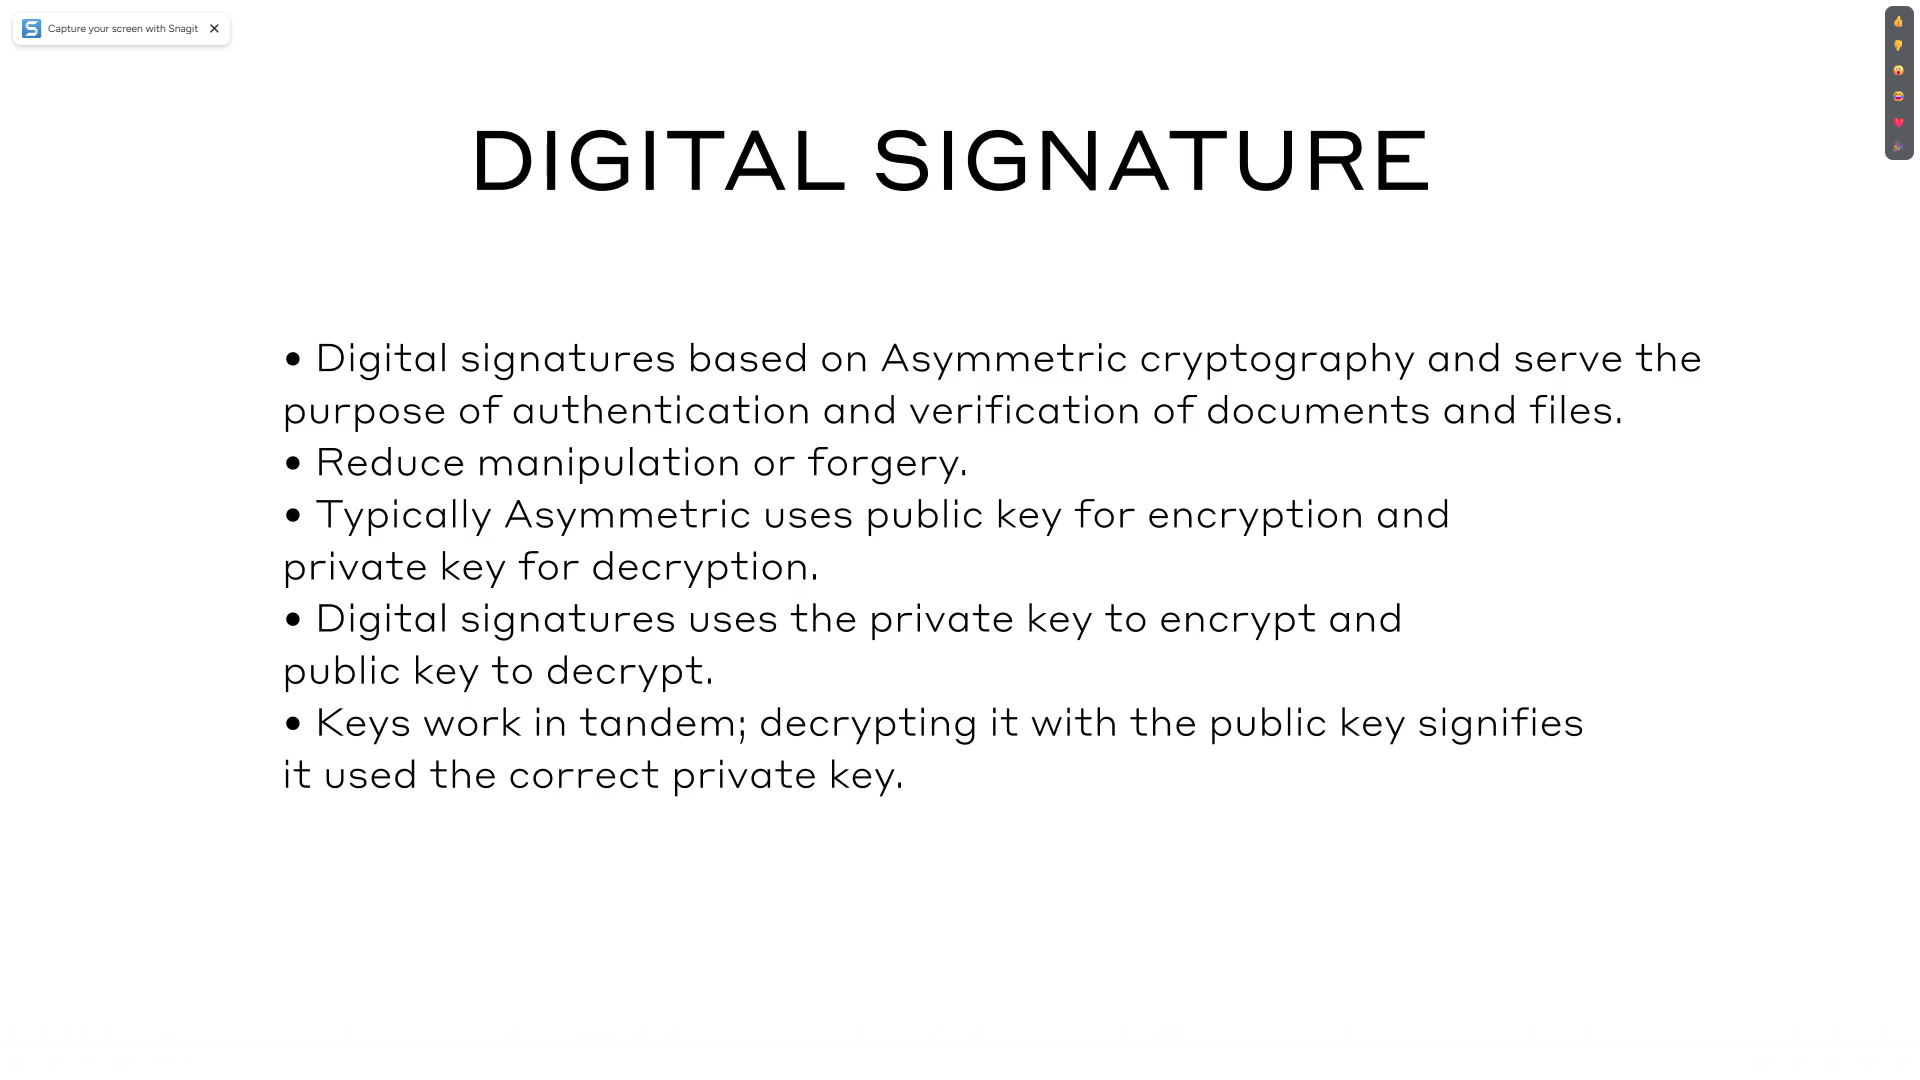 Capture your screen with Snagit
DIGITAL SIGNATURE
• Digital signatures based on Asymmetric cryptography and serve the
purpose of authentication and verification of documents and files.
• Reduce manipulation or forgery.
• Typically Asymmetric uses public key for encryption and
private key for decryption.
• Digital signatures uses the private key to encrypt and
public key to decrypt.
• Keys work in tandem; decrypting it with the public key signifies
it used the correct private key.